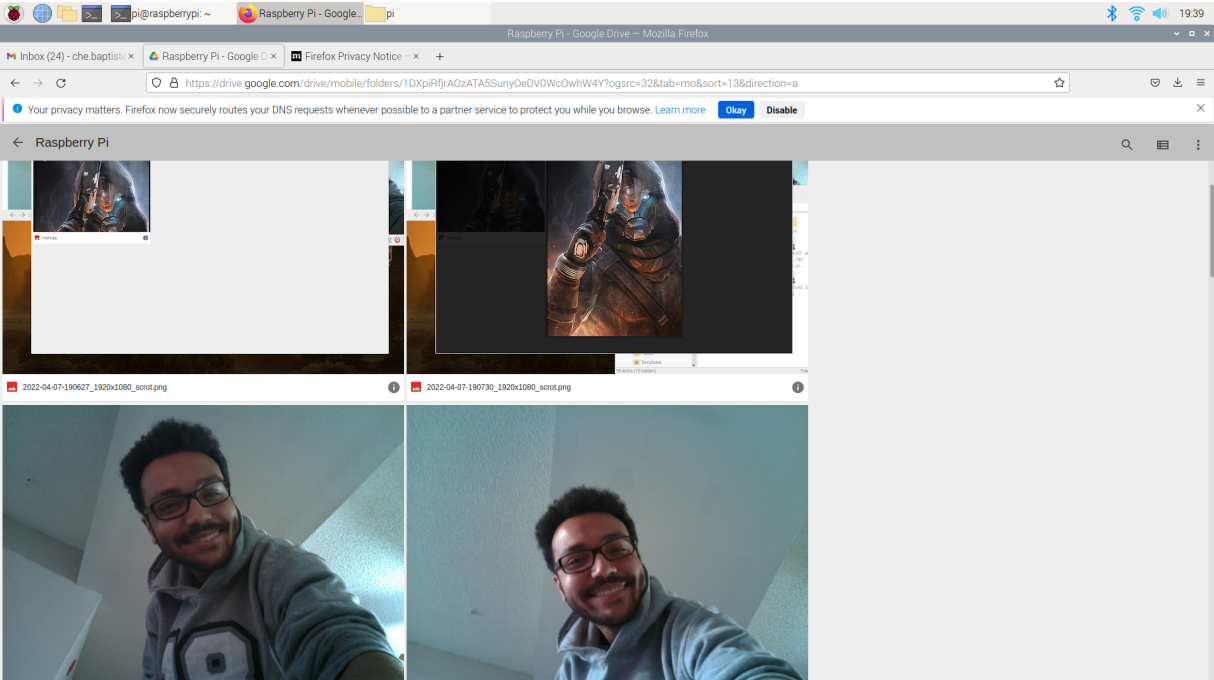 pi@raspberrypi: ~ Raspberry Pi - Google... pi 19:39
Raspberry Pi - Google Drive — Mozilla Firefox
Inbox (24) - che.baptiste Raspberry Pi - Google D Firefox Privacy Notice —
https://drive.google.com/drive/mobile/folders/1DXpiRfjrAOzATA5SunyOeDV0WcOwhW4Y?ogsrc=32&tab=mo&sort=13&direction=a
Your privacy matters. Firefox now securely routes your DNS requests whenever possible to a partner service to protect you while you browse. Learn more Okay Disable
Raspberry Pi
Templates
2022-04-07-190627_1920x1080_scrot.png 2022-04-07-190730_1920x1080_scrot.png